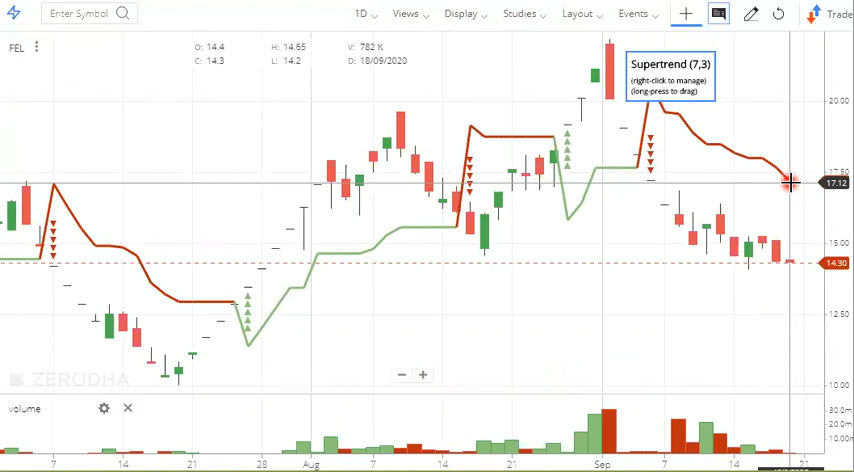 Enter Symbol
1D Views Display Studies Layout Events Trade
FEL
O: 14.4 H: 14.65 V: 782 K
C: 14.3 L: 14.2 D: 18/09/2020
Supertrend (7,3)
(right-click to manage)
(long-press to drag)
20.00
17.50
17.12
15.00
14.30
12.50
10.00
ZERODHA
volume
30.0m
20.0m
10.00m
7 14 21 28 Aug 7 14 21 Sep 7 14 21